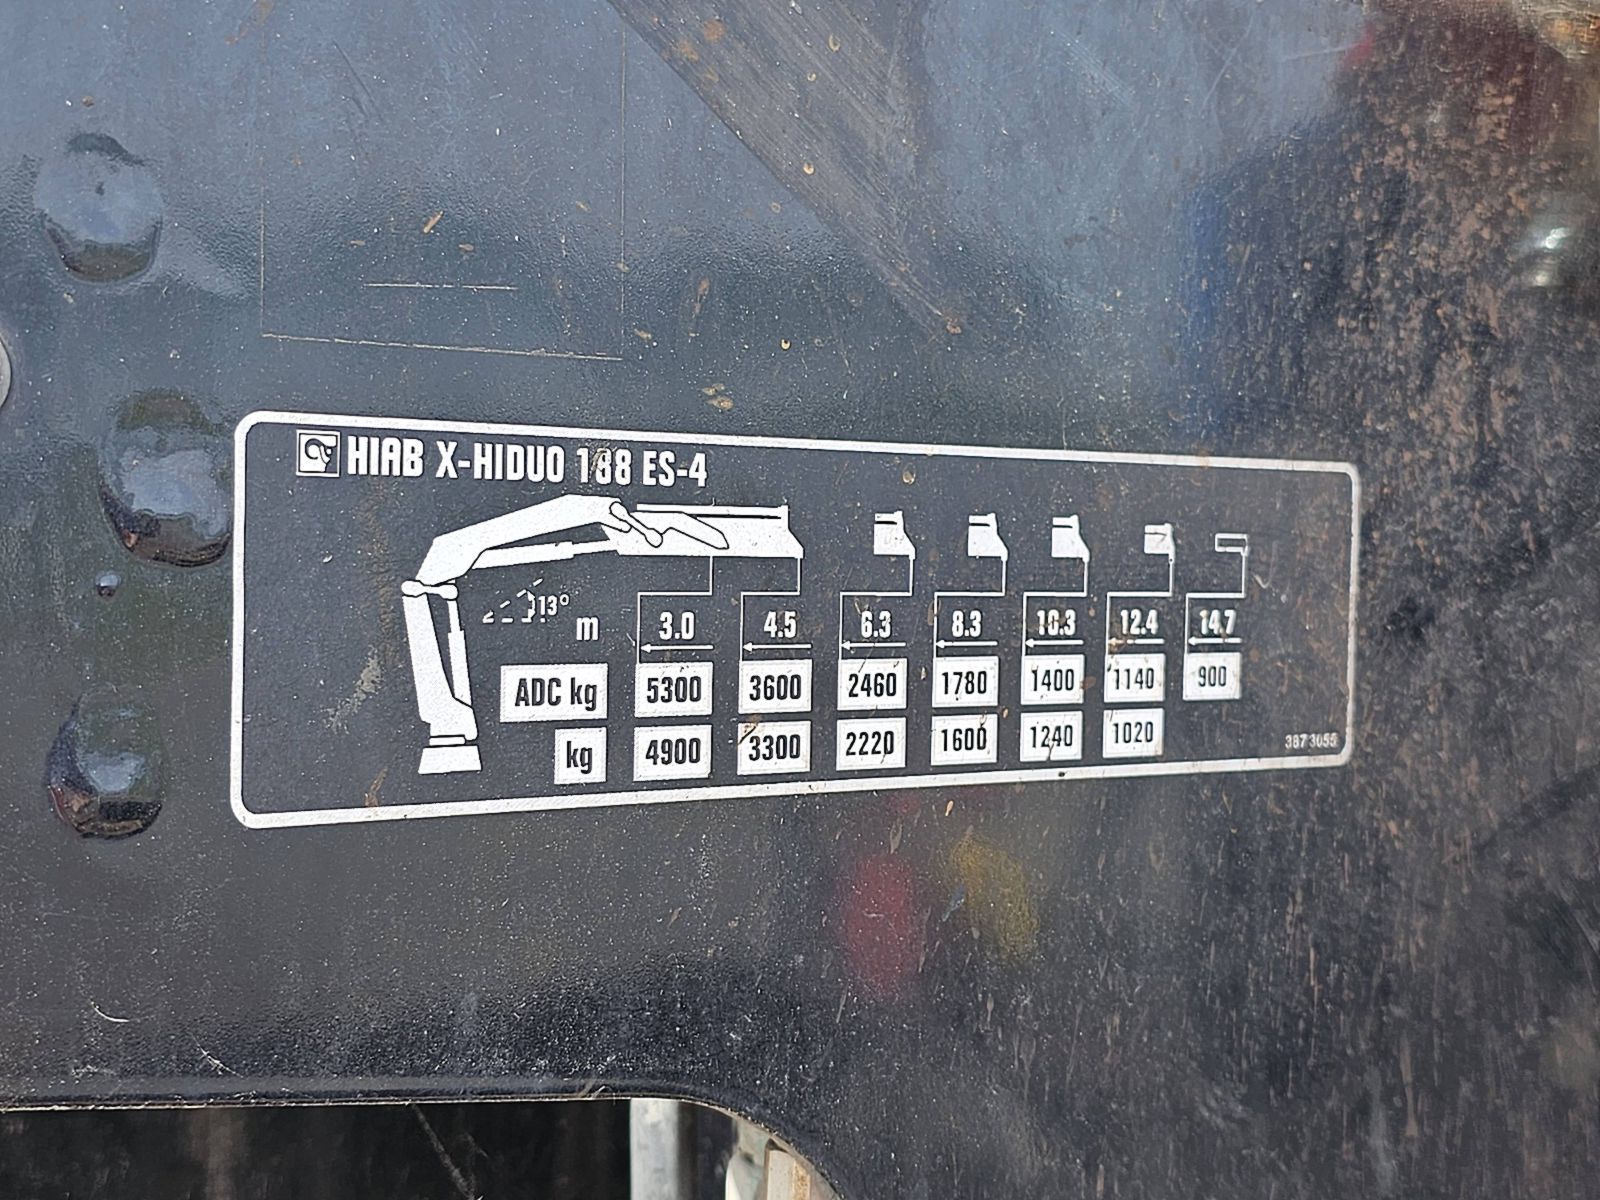 HIAB X-HIDUO 188 ES-4
13°
m 3.0 4.5 6.3 8.3 10.3 12.4 14.7
ADC kg 5300 3600 2460 1780 1400 1140 900
kg 4900 3300 2220 1600 1240 1020
387 3055